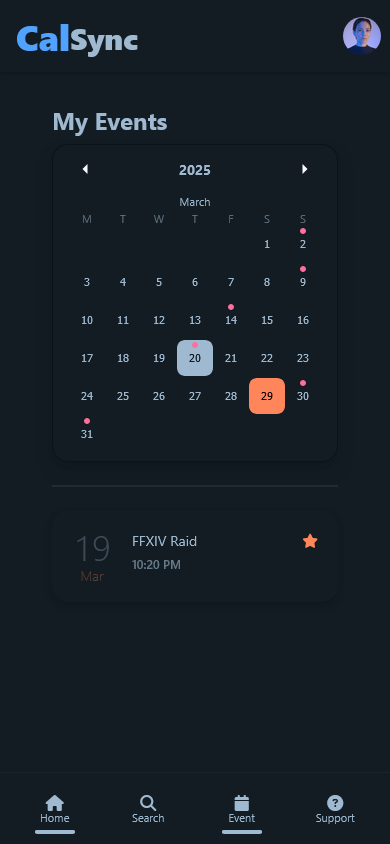 CalSync
My Events
2025
March
M T W T F S S
1 2
3 4 5 6 7 8 9
10 11 12 13 14 15 16
17 18 19 20 21 22 23
24 25 26 27 28 29 30
31
19 FFXIV Raid
Mar 10:20 PM
Home Search Event Support